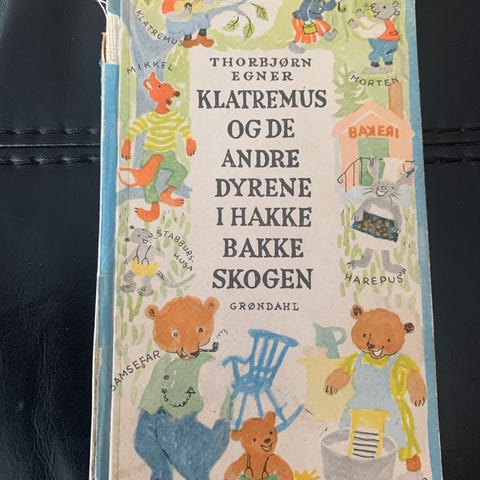 KLATREMUS
MIKKEL
MORTEN
THORBJØRN
EGNER
KLATREMUS
OG DE
ANDRE
DYRENE
I HAKKE
BAKKE
SKOGEN
GRØNDAHL
BAKERI
STABBURS-
MUSA
HAREPUS
BAMSEFAR